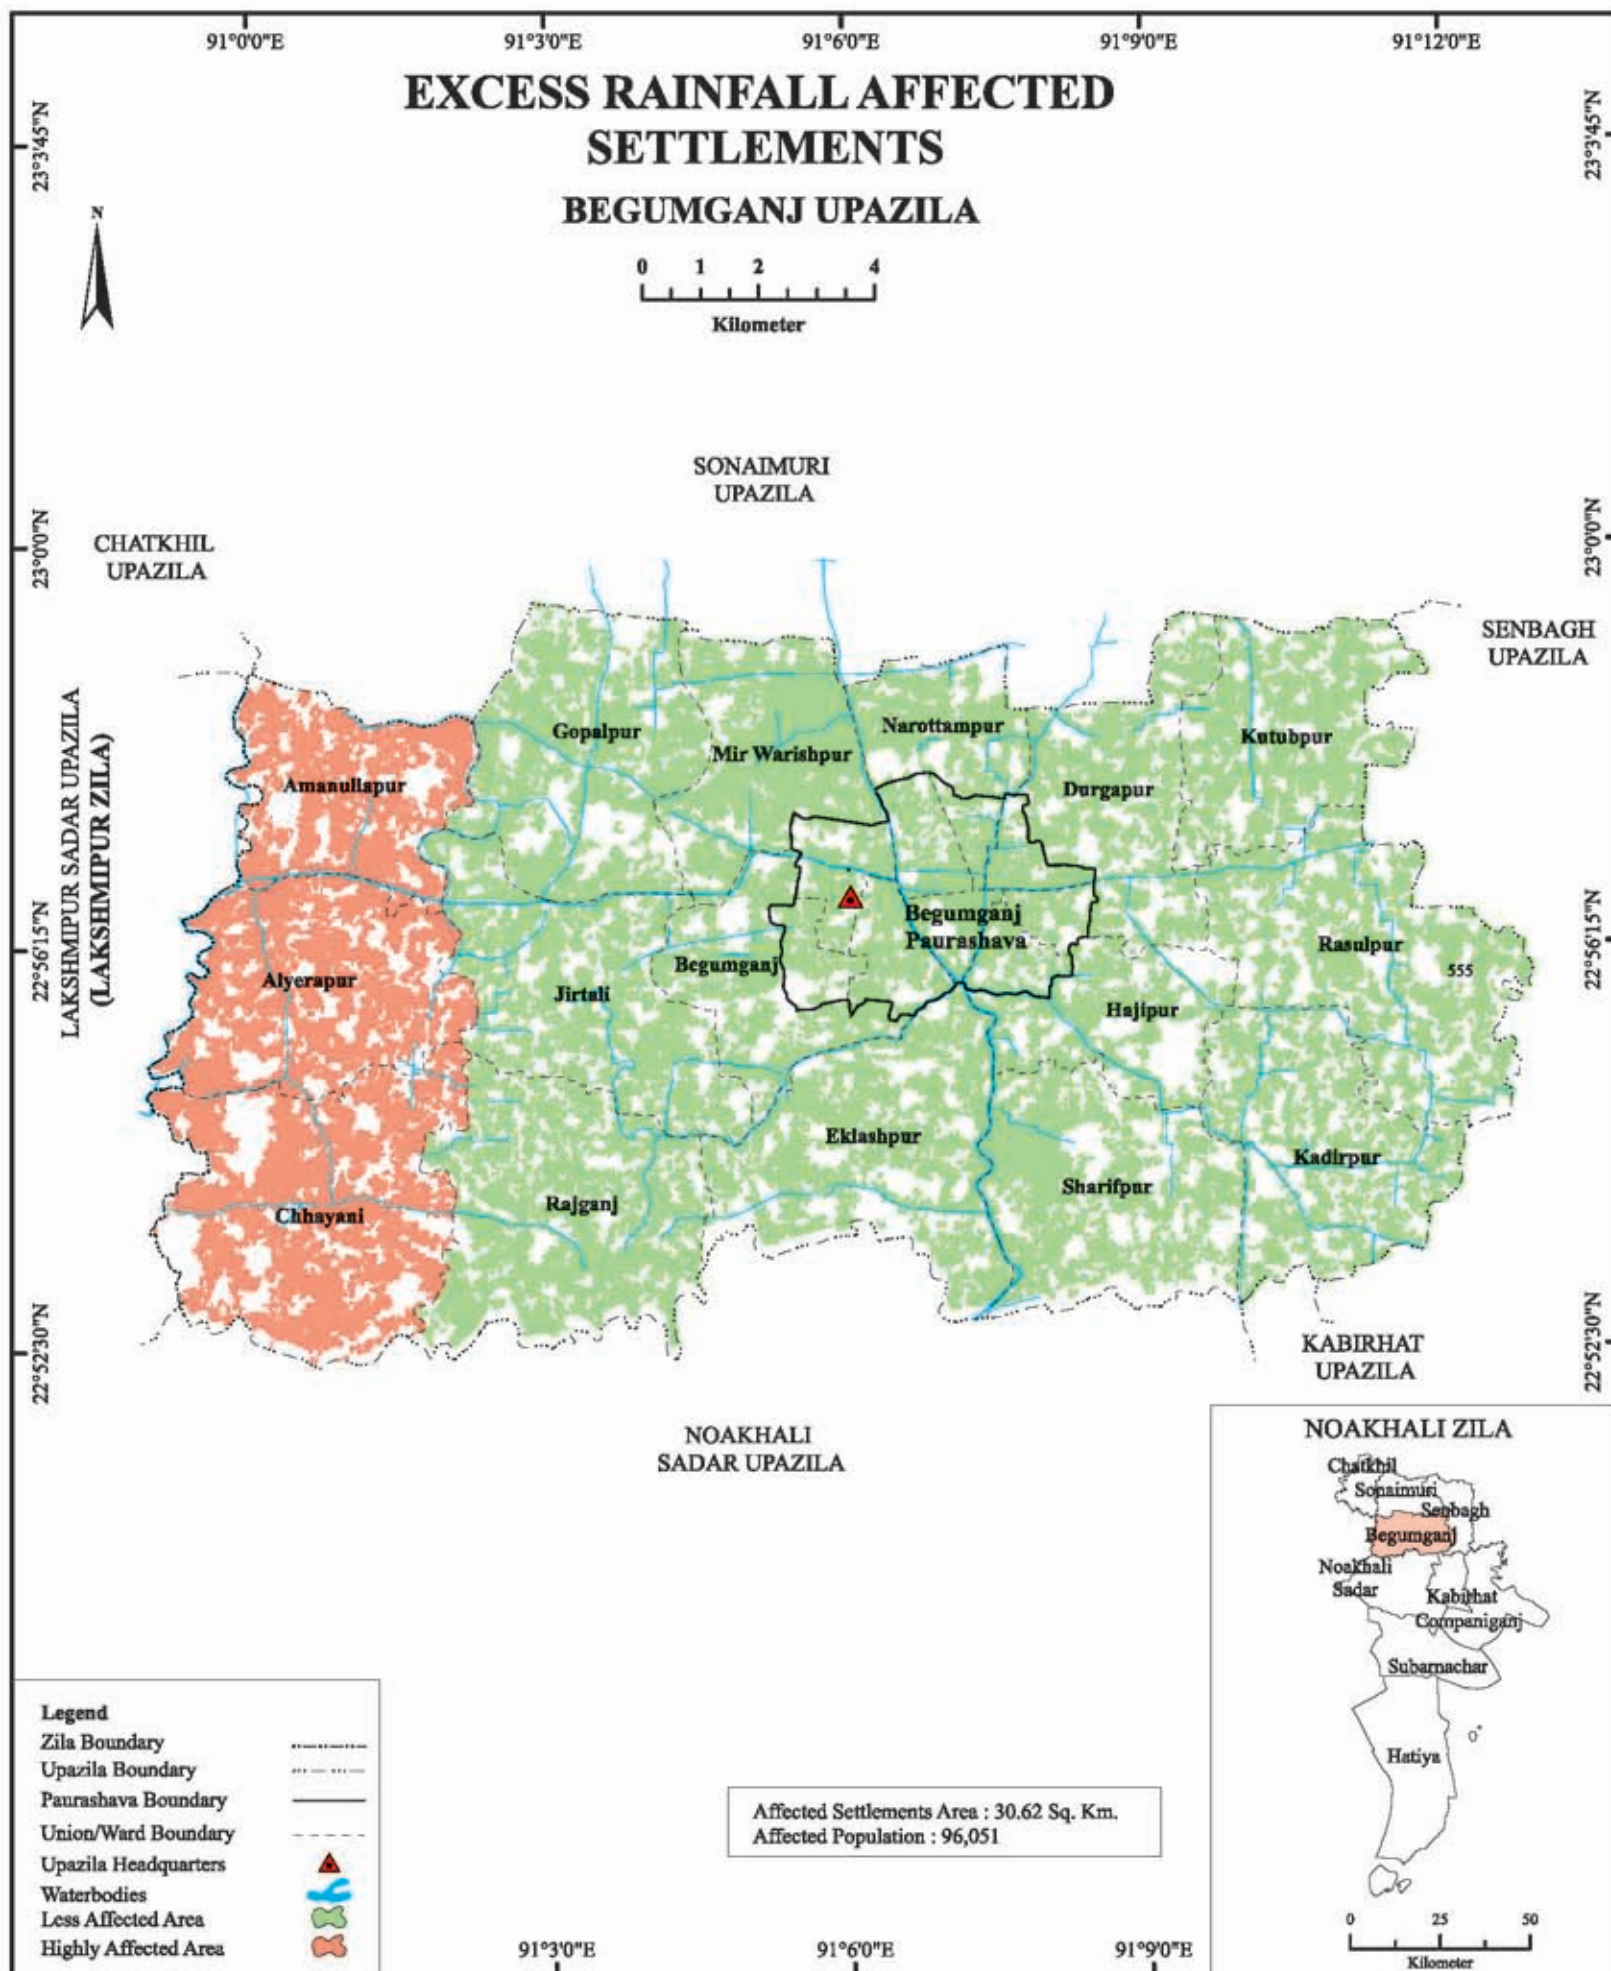 91°0'0"E
91°3'0"E
91°6'0"E
91°9'0"E
91°12'0"E
EXCESS RAINFALL AFFECTED
SETTLEMENTS
BEGUMGANJ UPAZILA
23°3'45"N
23°3'45"N
N
0 1 2 4
Kilometer
SONAIMURI
UPAZILA
CHATKHIL
UPAZILA
23°0'0"N
23°0'0"N
SENBAGH
UPAZILA
LAKSHMIPUR SADAR UPAZILA
(LAKSHMIPUR ZILA)
Gopalpur
Mir Warishpur
Narottampur
Kutubpur
Amanullapur
Durgapur
Begumganj
Paurashava
Rasulpur
555
22°56'15"N
22°56'15"N
Alyerapur
Jirtali
Begumganj
Hajipur
Eklashpur
Kadirpur
Sharifpur
Rajganj
Chhayani
22°52'30"N
22°52'30"N
KABIRHAT
UPAZILA
NOAKHALI
SADAR UPAZILA
NOAKHALI ZILA
Chatkhil
Sonaimuri
Senbagh
Begumganj
Noakhali
Sadar
Kabirhat
Companiganj
Subarnachar
Hatiya
0 25 50
Kilometer
Legend
Zila Boundary
Upazila Boundary
Paurashava Boundary
Union/Ward Boundary
Upazila Headquarters
Waterbodies
Less Affected Area
Highly Affected Area
Affected Settlements Area : 30.62 Sq. Km.
Affected Population : 96,051
91°3'0"E
91°6'0"E
91°9'0"E